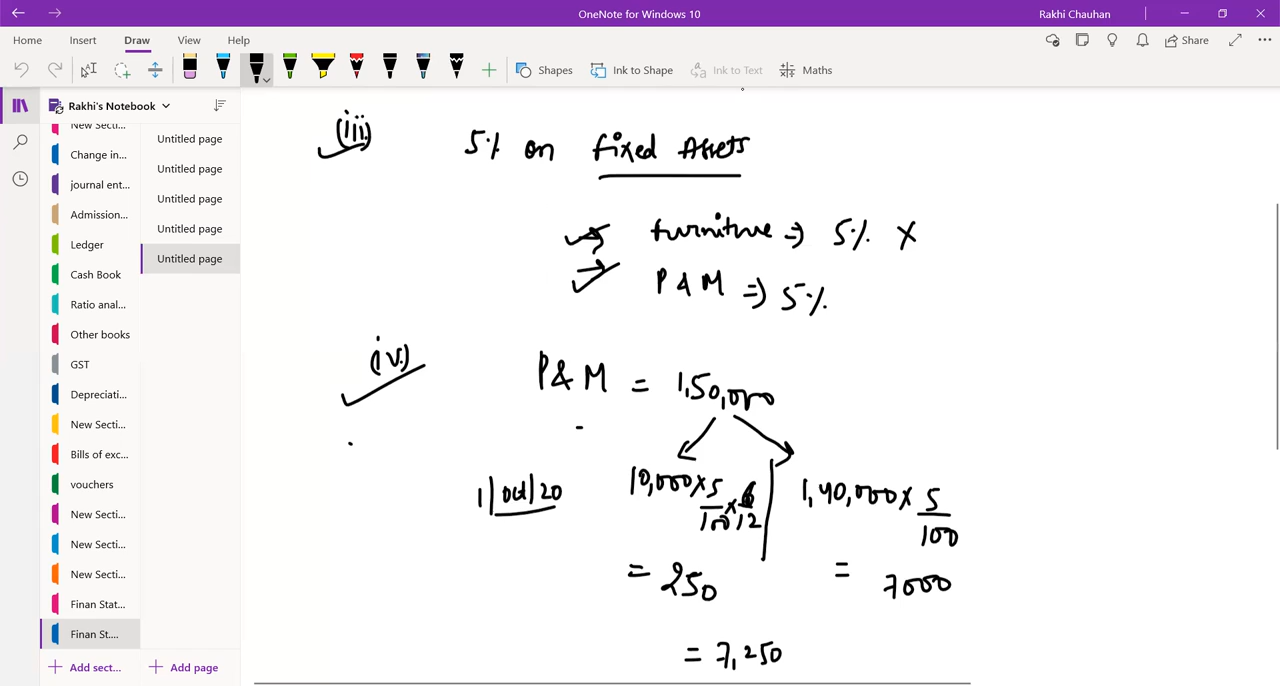 OneNote for Windows 10
Rakhi Chauhan
Home Insert Draw View Help
Share
Shapes Ink to Shape Ink to Text Maths
Rakhi's Notebook
New Secti...
Change in...
journal ent...
Admission...
Ledger
Cash Book
Ratio anal...
Other books
GST
Depreciati...
New Secti...
Bills of exc...
vouchers
New Secti...
New Secti...
New Secti...
Finan Stat...
Finan St....
Add sect...
Untitled page
Untitled page
Untitled page
Untitled page
Untitled page
Add page
(iii) 5% on fixed Assets
→ furniture => 5% X
→ P & M => 5%
(iv) P & M = 1,50,000
1/oct/20 10,000 x 5/100 x 6/12 1,40,000 x 5/100
= 250 = 7000
= 7,250